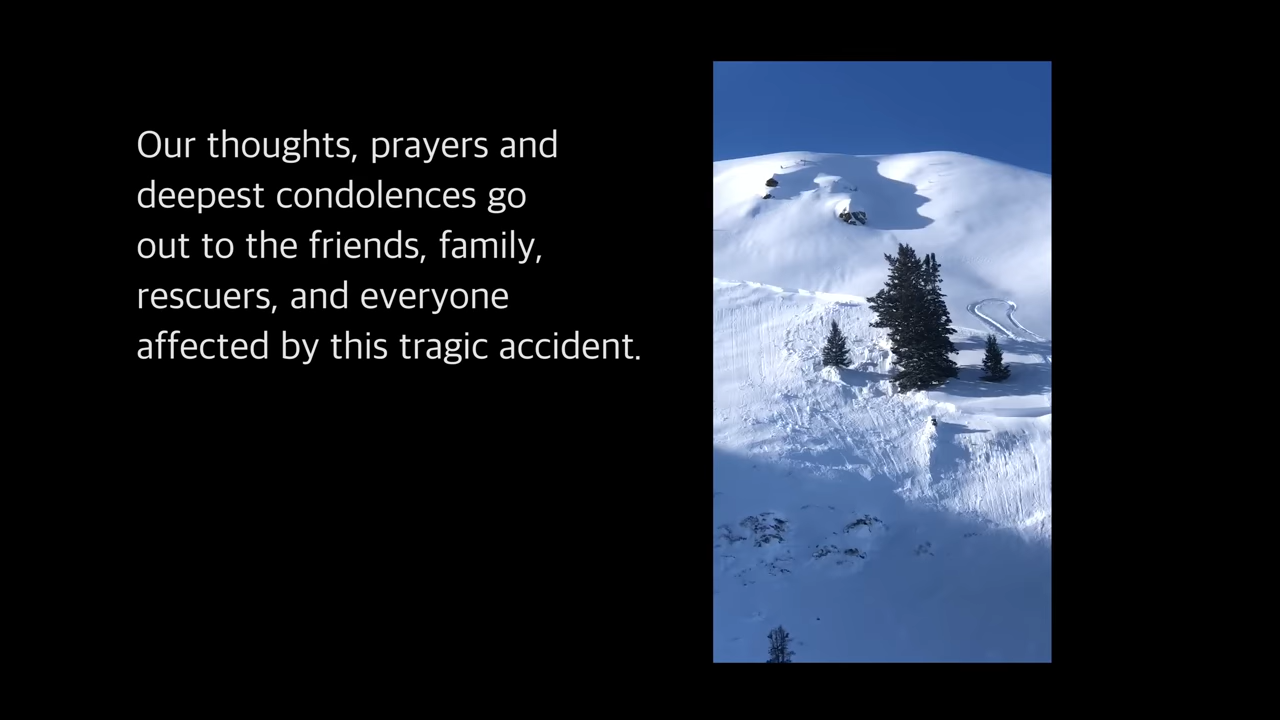 Our thoughts, prayers and
deepest condolences go
out to the friends, family,
rescuers, and everyone
affected by this tragic accident.